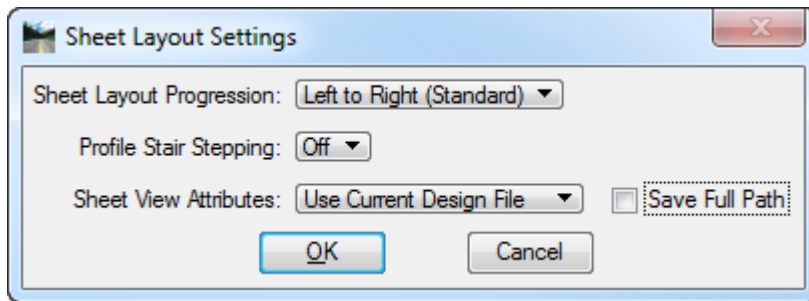 Sheet Layout Settings
Sheet Layout Progression: Left to Right (Standard)
Profile Stair Stepping: Off
Sheet View Attributes: Use Current Design File Save Full Path
OK Cancel